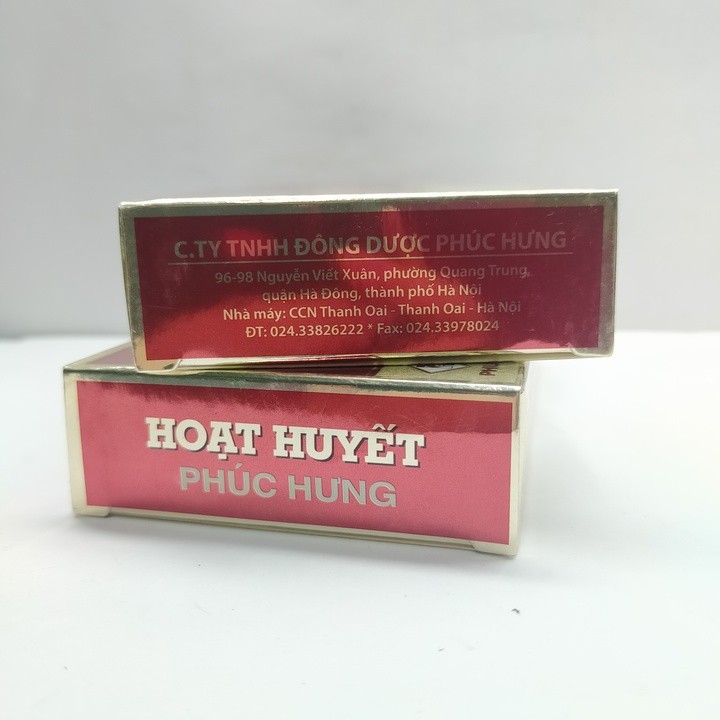 C.TY TNHH ĐÔNG DƯỢC PHÚC HƯNG
96-98 Nguyễn Viết Xuân, phường Quang Trung,
quận Hà Đông, thành phố Hà Nội
Nhà máy: CCN Thanh Oai - Thanh Oai - Hà Nội
ĐT: 024.33826222 * Fax: 024.33978024
HOẠT HUYẾT
PHÚC HƯNG